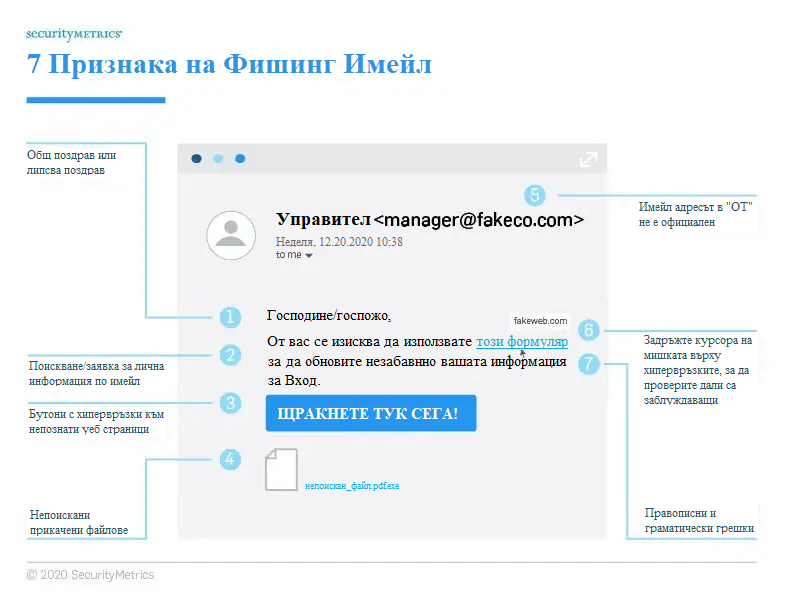 securityMETRICS®
7 Признака на Фишинг Имейл
Общ поздрав или
липсва поздрав
5
Имейл адресът в "ОТ"
не е официален
Управител <manager@fakeco.com>
Неделя, 12.20.2020 10:38
to me
1
Господине/госпожо,
fakeweb.com
6
От вас се изисква да използвате този формуляр
2
за да обновите незабавнно вашата информация
7
за Вход.
Задръжте курсора на
мишката върху
хипервръзките, за да
проверите дали са
заблуждаващи
Поискване/заявка за лична
информация по имейл
3
ЩРАКНЕТЕ ТУК СЕГА!
Бутони с хипервръзки към
непознати уеб страници
4
непоискан_файл.pdf.exe
Непоискани
прикачени файлове
Правописни и
граматически грешки
© 2020 SecurityMetrics